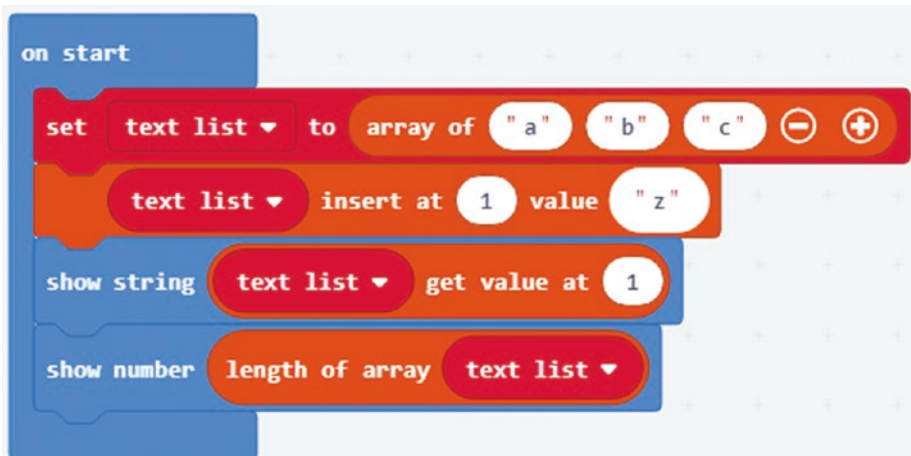 on start
set text list to array of "a" "b" "c"
text list insert at 1 value "z"
show string text list get value at 1
show number length of array text list